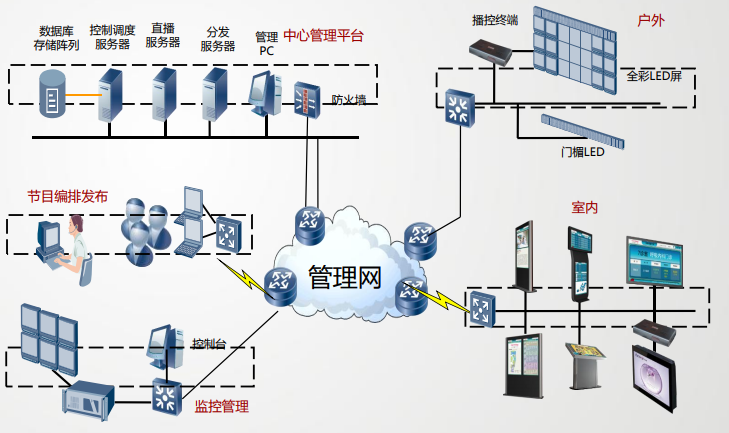 数据库
存储阵列
控制调度
服务器
直播
服务器
分发
服务器
管理
PC
中心管理平台
防火墙
播控终端
户外
全彩LED屏
门楣LED
节目编排发布
管理网
室内
控制台
监控管理